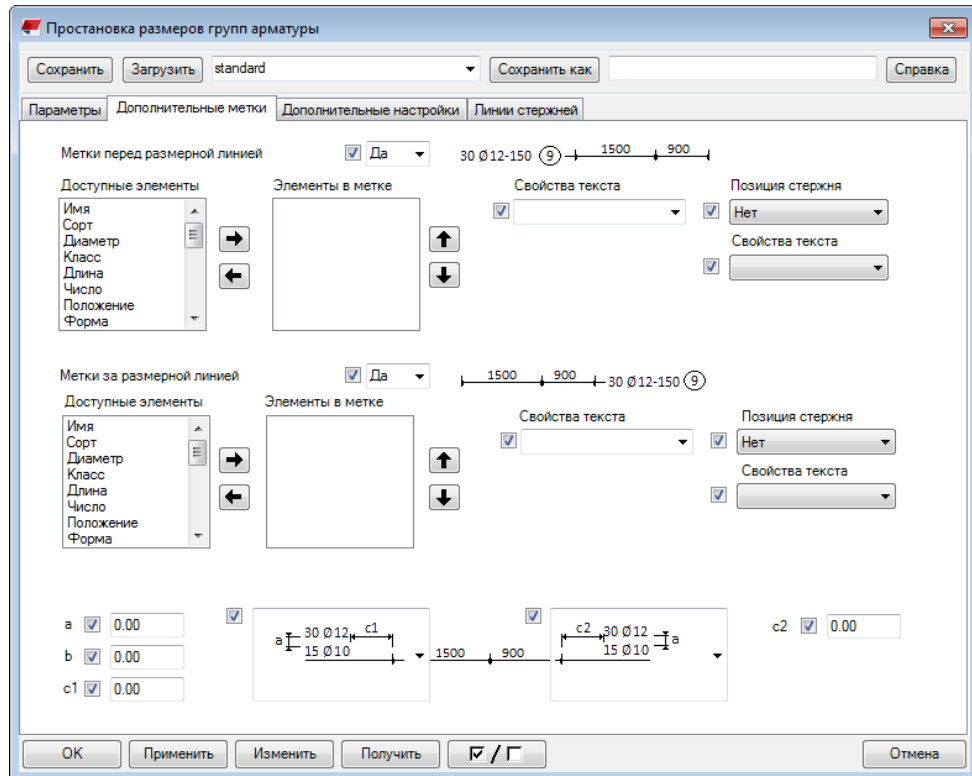 Простановка размеров групп арматуры
Сохранить Загрузить standard Сохранить как Справка
Параметры Дополнительные метки Дополнительные настройки Линии стержней
Метки перед размерной линией Да 30 Ø12-150 9 1500 900
Доступные элементы Элементы в метке Свойства текста Позиция стержня
Имя
Сорт
Диаметр
Класс
Длина
Число
Положение
Форма
Нет
Свойства текста
Метки за размерной линией Да 1500 900 30 Ø12-150 9
Доступные элементы Элементы в метке Свойства текста Позиция стержня
Имя
Сорт
Диаметр
Класс
Длина
Число
Положение
Форма
Нет
Свойства текста
a 0.00
b 0.00
c1 0.00
a 30 Ø12 c1
15 Ø10
1500 900
c2 30 Ø12 a
15 Ø10
c2 0.00
OK Применить Изменить Получить / Отмена